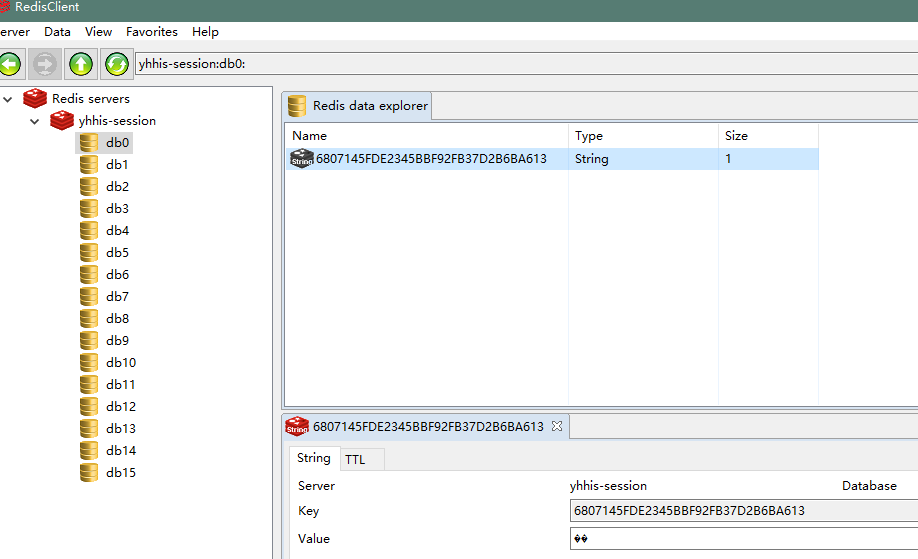 RedisClient
erver Data View Favorites Help
yhhis-session:db0:
Redis servers
yhhis-session
db0
db1
db2
db3
db4
db5
db6
db7
db8
db9
db10
db11
db12
db13
db14
db15
Redis data explorer
Name Type Size
String 6807145FDE2345BBF92FB37D2B6BA613 String 1
String 6807145FDE2345BBF92FB37D2B6BA613
String TTL
Server yhhis-session Database
Key 6807145FDE2345BBF92FB37D2B6BA613
Value ��